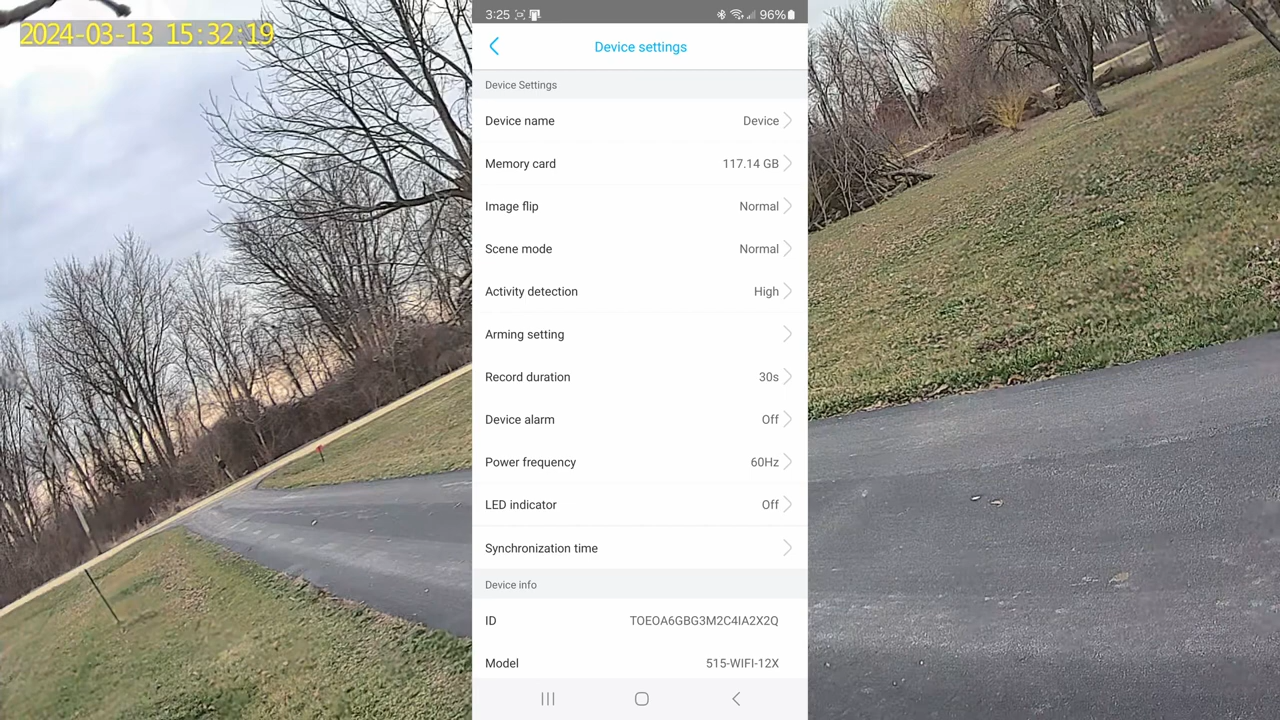 2024-03-13 15:32:19
3:25 96%
Device settings
Device Settings
Device name Device
Memory card 117.14 GB
Image flip Normal
Scene mode Normal
Activity detection High
Arming setting
Record duration 30s
Device alarm Off
Power frequency 60Hz
LED indicator Off
Synchronization time
Device info
ID TOEOA6GBG3M2C4IA2X2Q
Model 515-WIFI-12X